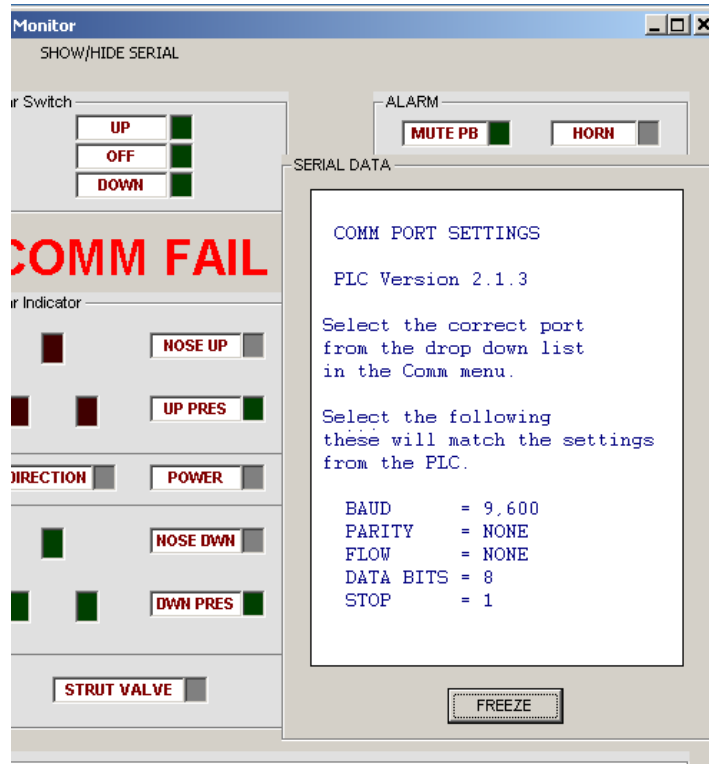 Monitor
SHOW/HIDE SERIAL
Switch
UP
OFF
DOWN
ALARM
MUTE PB
HORN
SERIAL DATA
COMM PORT SETTINGS
PLC Version 2.1.3
Select the correct port
from the drop down list
in the Comm menu.
Select the following
these will match the settings
from the PLC.
BAUD = 9,600
PARITY = NONE
FLOW = NONE
DATA BITS = 8
STOP = 1
FREEZE
COMM FAIL
Indicator
NOSE UP
UP PRES
DIRECTION
POWER
NOSE DWN
DWN PRES
STRUT VALVE